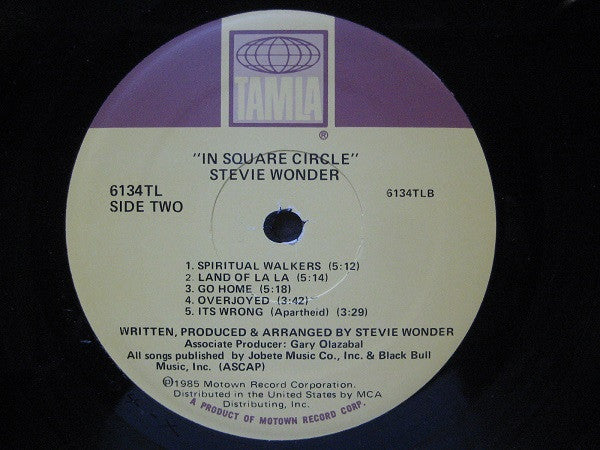 TAMLA
®
"IN SQUARE CIRCLE"
STEVIE WONDER
6134TL
SIDE TWO
6134TLB
1. SPIRITUAL WALKERS (5:12)
2. LAND OF LA LA (5:14)
3. GO HOME (5:18)
4. OVERJOYED (3:42)
5. ITS WRONG (Apartheid) (3:29)
WRITTEN, PRODUCED & ARRANGED BY STEVIE WONDER
Associate Producer: Gary Olazabal
All songs published by Jobete Music Co., Inc. & Black Bull
Music, Inc. (ASCAP)
℗1985 Motown Record Corporation.
Distributed in the United States by MCA
Distributing, Inc.
A PRODUCT OF MOTOWN RECORD CORP.